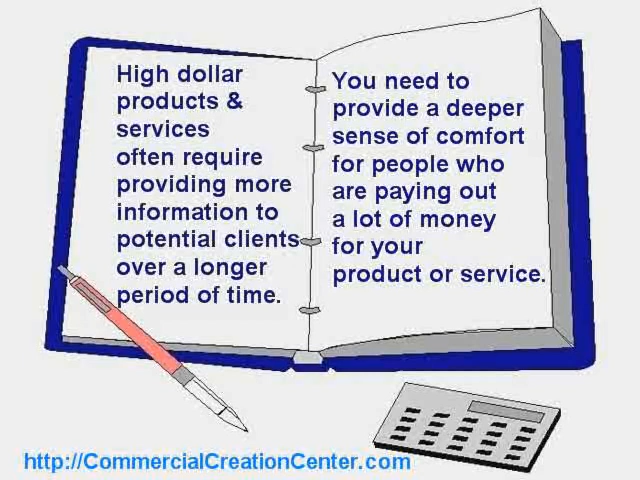 High dollar
products &
services
often require
providing more
information to
potential clients
over a longer
period of time.
You need to
provide a deeper
sense of comfort
for people who
are paying out
a lot of money
for your
product or service.
http://CommercialCreationCenter.com